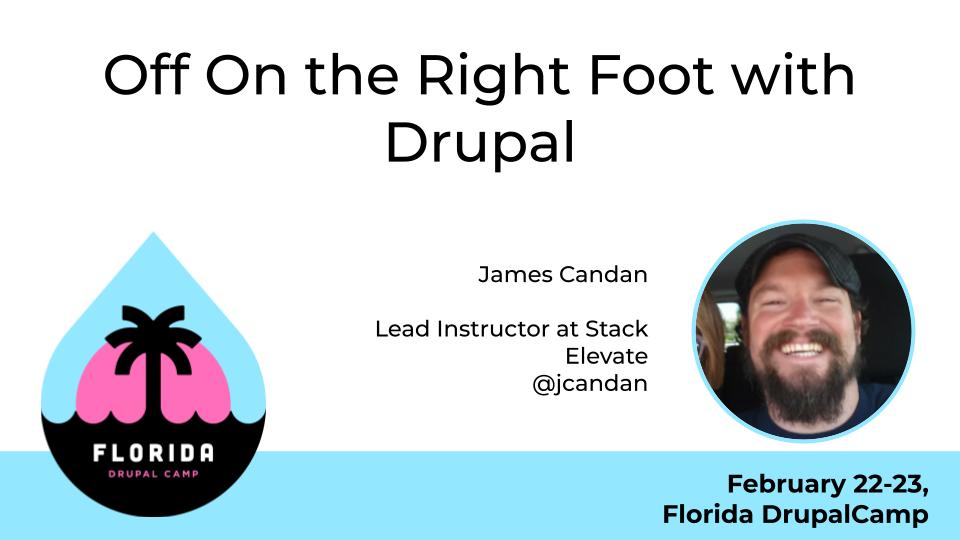 Off On the Right Foot with
Drupal
James Candan
Lead Instructor at Stack
Elevate
@jcandan
FLORIDA
DRUPAL CAMP
February 22-23,
Florida DrupalCamp